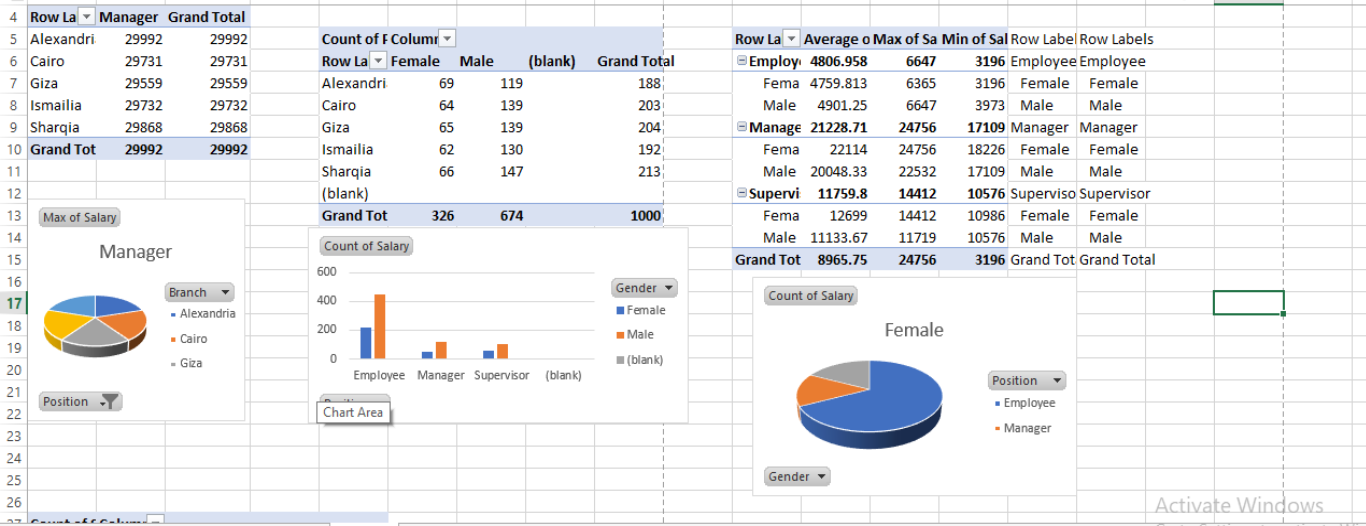 4 Row La Manager Grand Total
5 Alexandri 29992 29992 Count of F Column Row La Average o Max of Sa Min of Sal Row Label Row Labels
6 Cairo 29731 29731 Row La Female Male (blank) Grand Total Employ 4806.958 6647 3196 Employee Employee
7 Giza 29559 29559 Alexandri 69 119 188 Fema 4759.813 6365 3196 Female Female
8 Ismailia 29732 29732 Cairo 64 139 203 Male 4901.25 6647 3973 Male Male
9 Sharqia 29868 29868 Giza 65 139 204 Manage 21228.71 24756 17109 Manager Manager
10 Grand Tot 29992 29992 Ismailia 62 130 192 Fema 22114 24756 18226 Female Female
11 Sharqia 66 147 213 Male 20048.33 22532 17109 Male Male
12 (blank) Supervi 11759.8 14412 10576 Superviso Supervisor
13 Grand Tot 326 674 1000 Fema 12699 14412 10986 Female Female
14 Male 11133.67 11719 10576 Male Male
15 Grand Tot 8965.75 24756 3196 Grand Tot Grand Total
16
17
18
19
20
21
22
23
24
25
26
Max of Salary
Manager
Branch
Alexandria
Cairo
Giza
Position
Count of Salary
600
400
200
0
Employee Manager Supervisor (blank)
Gender
Female
Male
(blank)
Chart Area
Count of Salary
Female
Position
Employee
Manager
Gender
Activate Windows